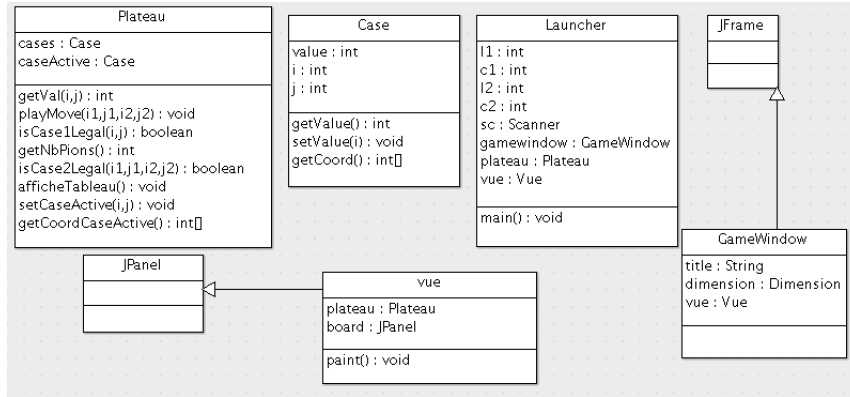 Plateau
cases : Case
caseActive : Case
getVal(i,j) : int
playMove(i1,j1,i2,j2) : void
isCase1Legal(i,j) : boolean
getNbPions() : int
isCase2Legal(i1,j1,i2,j2) : boolean
afficheTableau() : void
setCaseActive(i,j) : void
getCoordCaseActive() : int[]
Case
value : int
i : int
j : int
getValue() : int
setValue(i) : void
getCoord() : int[]
Launcher
l1 : int
c1 : int
l2 : int
c2 : int
sc : Scanner
gamewindow : GameWindow
plateau : Plateau
vue : Vue
main() : void
JFrame
GameWindow
title : String
dimension : Dimension
vue : Vue
JPanel
vue
plateau : Plateau
board : JPanel
paint() : void